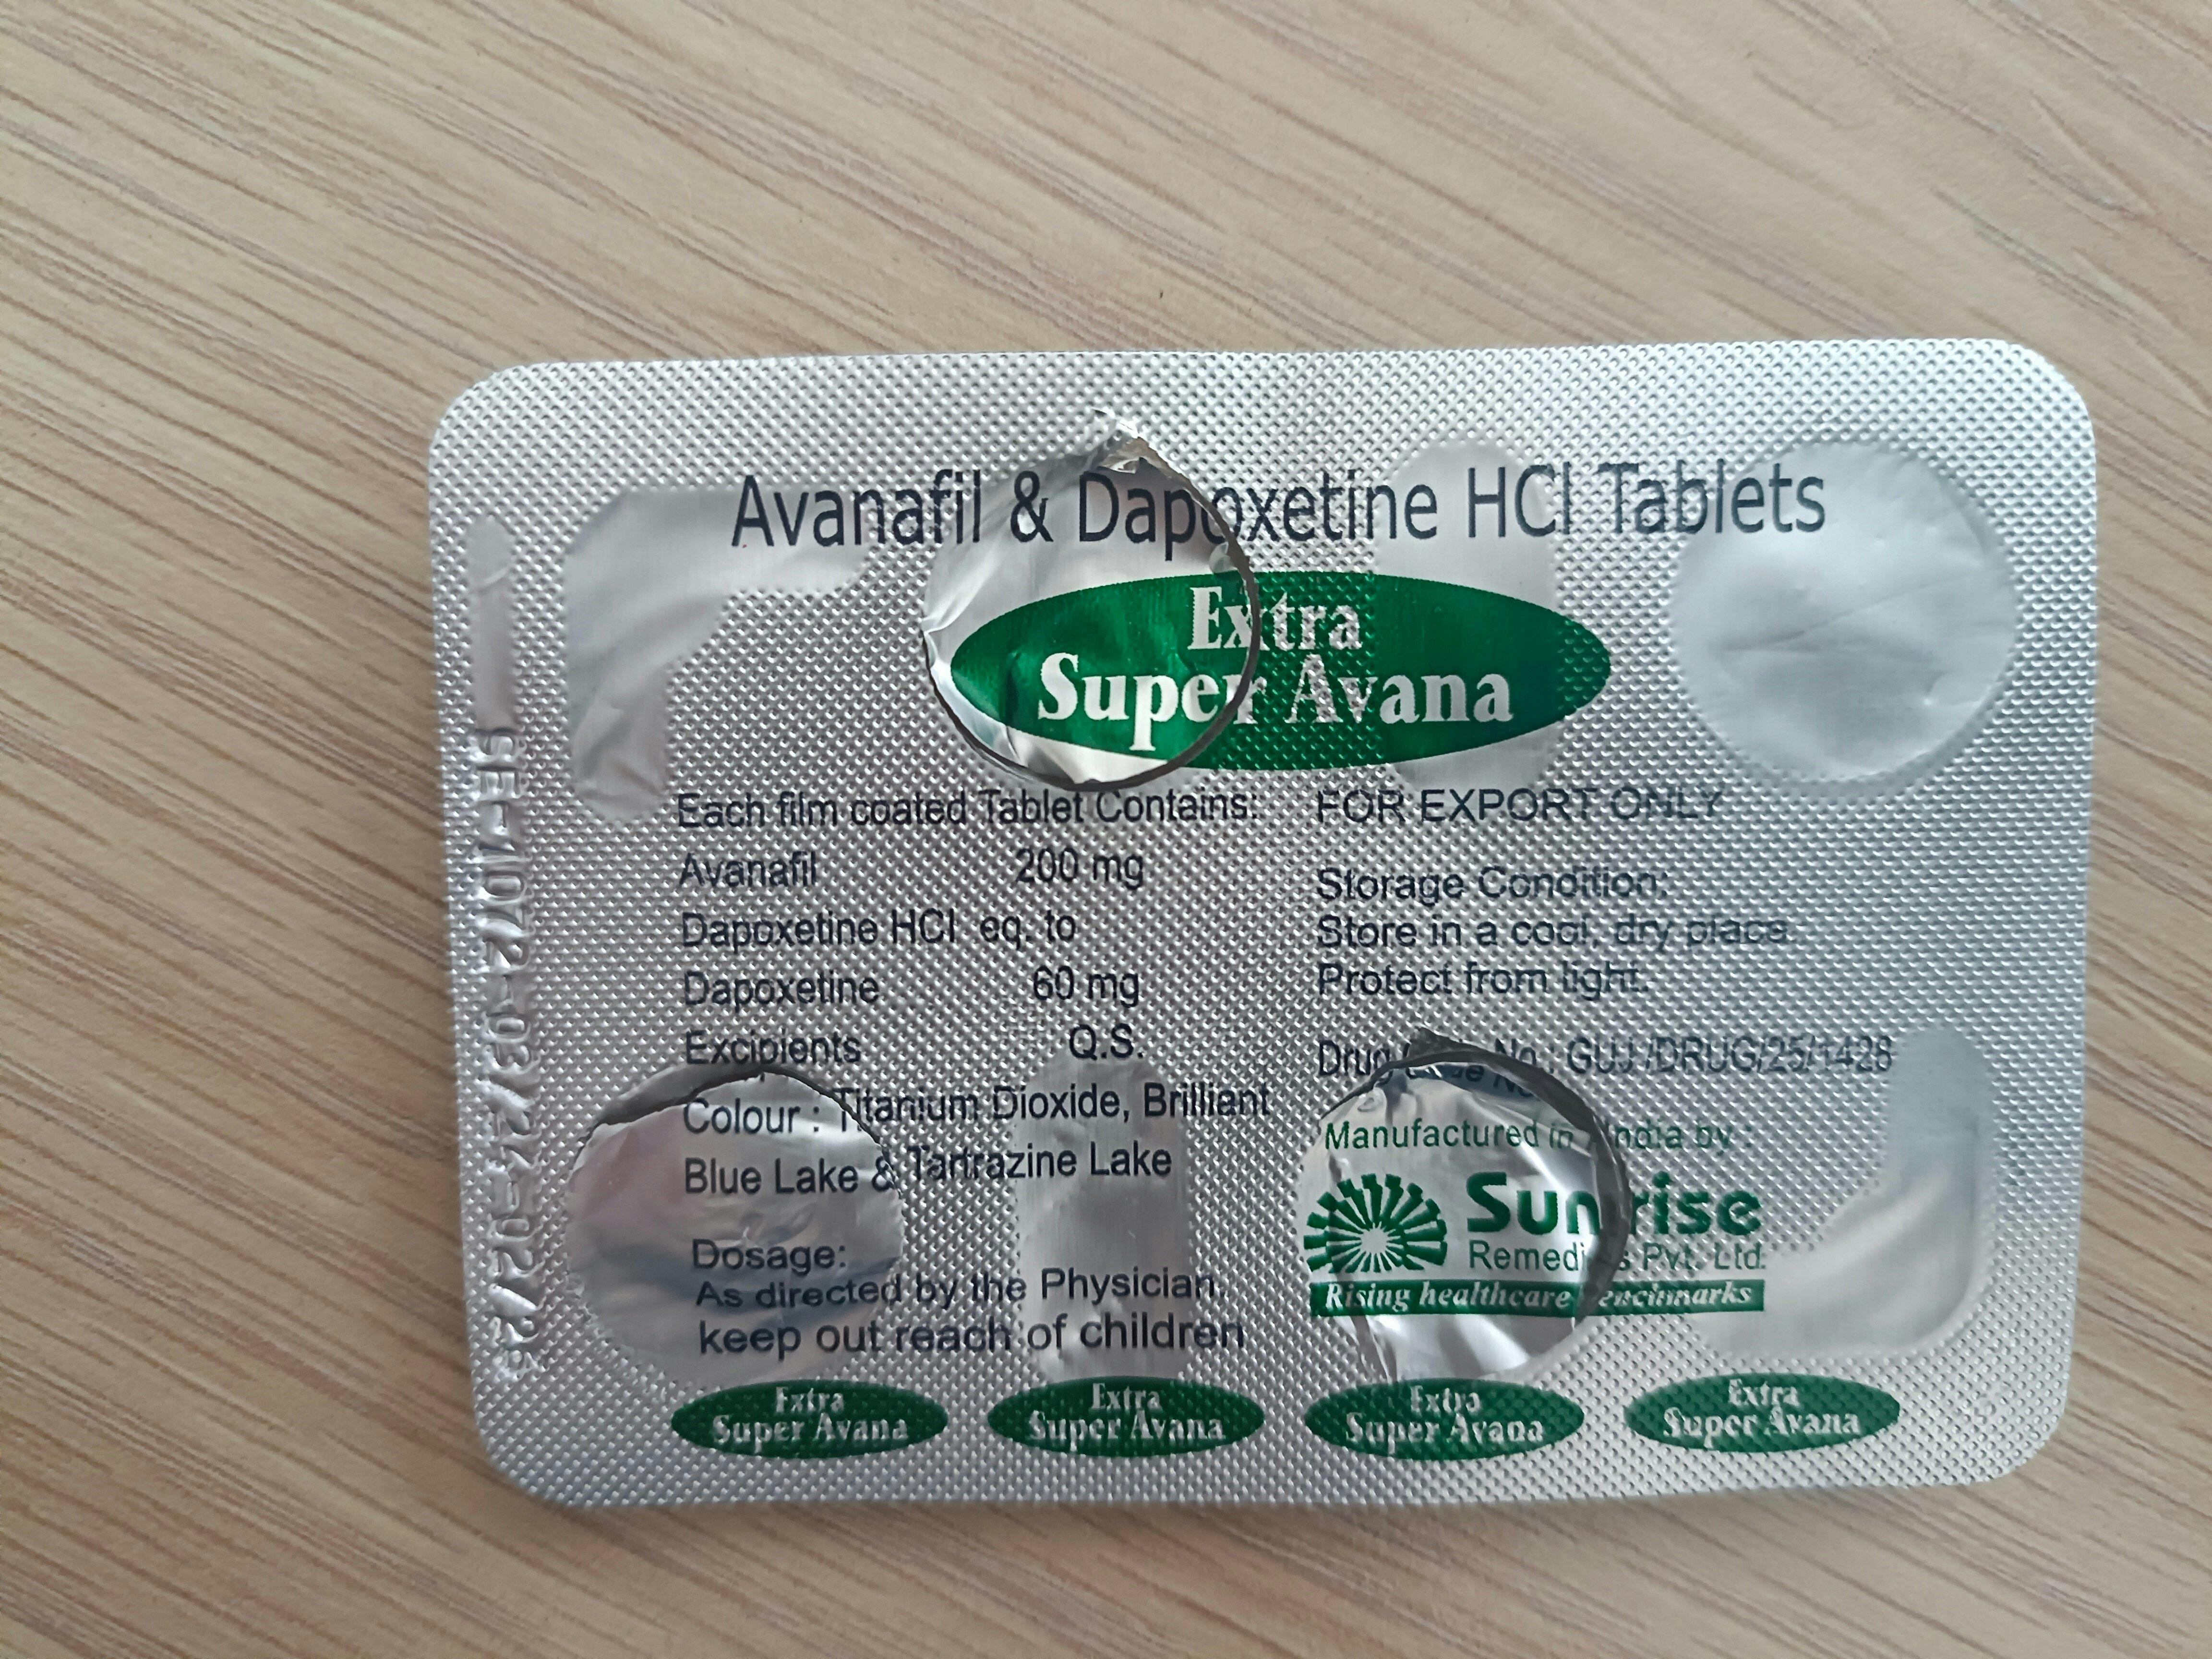 Avanafil & Dapoxetine HCl Tablets
Extra
Super Avana
Each film coated Tablet Contains:
Avanafil 200 mg
Dapoxetine HCl eq. to
Dapoxetine 60 mg
Excipients Q.S.
Colour : Titanium Dioxide, Brilliant
Blue Lake & Tartrazine Lake
Dosage:
As directed by the Physician.
keep out reach of children
FOR EXPORT ONLY
Storage Condition:
Store in a cool, dry place.
Protect from light.
Drug No.: GUJ/DRUG/25/1428
Manufactured in India by :
Sunrise
Remedies Pvt. Ltd.
Rising healthcare benchmarks
Extra
Super Avana
Extra
Super Avana
Extra
Super Avana
Extra
Super Avana